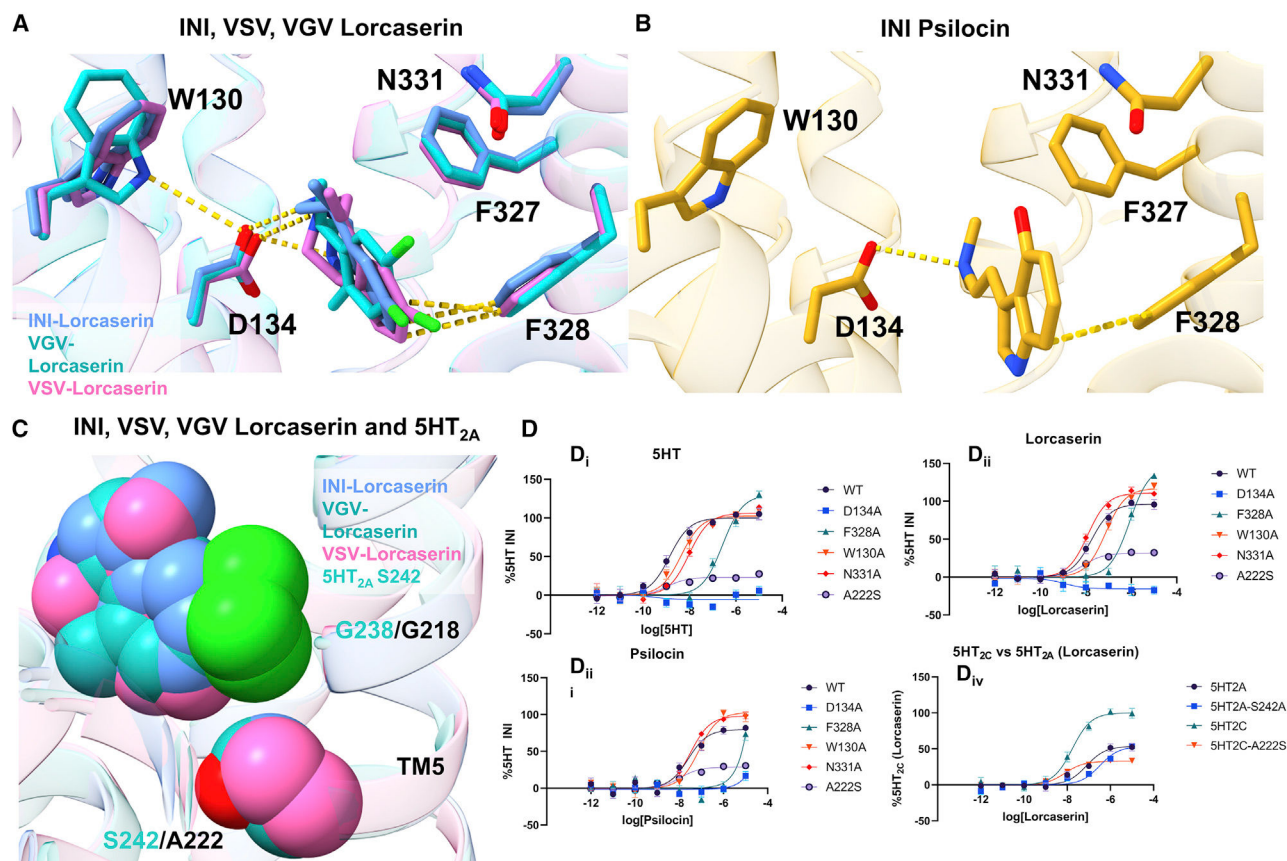 A
INI, VSV, VGV Lorcaserin
W130
N331
F327
D134
F328
INI-Lorcaserin
VGV-
Lorcaserin
VSV-Lorcaserin
B
INI Psilocin
N331
W130
F327
D134
F328
C
INI, VSV, VGV Lorcaserin and 5HT2A
INI-Lorcaserin
VGV-
Lorcaserin
VSV-Lorcaserin
5HT2A S242
G238/G218
TM5
S242/A222
D
Di
5HT
%5HT INI
150
100
50
0
-50
-12
-10
-8
-6
-4
log[5HT]
WT
D134A
F328A
W130A
N331A
A222S
Dii
Lorcaserin
%5HT INI
150
100
50
0
-50
-12
-10
-8
-6
-4
log[Lorcaserin]
WT
D134A
F328A
W130A
N331A
A222S
Dii
i
Psilocin
%5HT INI
150
100
50
0
-50
-12
-10
-8
-6
-4
log[Psilocin]
WT
D134A
F328A
W130A
N331A
A222S
5HT2C vs 5HT2A (Lorcaserin)
Div
%5HT2C (Lorcaserin)
150
100
50
0
-50
-12
-10
-8
-6
-4
log[Lorcaserin]
5HT2A
5HT2A-S242A
5HT2C
5HT2C-A222S